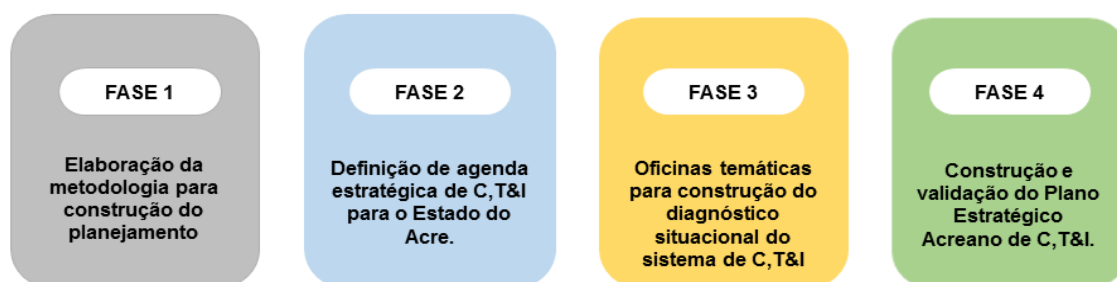 FASE 1
Elaboração da
metodologia para
construção do
planejamento
FASE 2
Definição de agenda
estratégica de C,T&I
para o Estado do
Acre.
FASE 3
Oficinas temáticas
para construção do
diagnóstico
situacional do
sistema de C,T&I
FASE 4
Construção e
validação do Plano
Estratégico
Acreano de C,T&I.